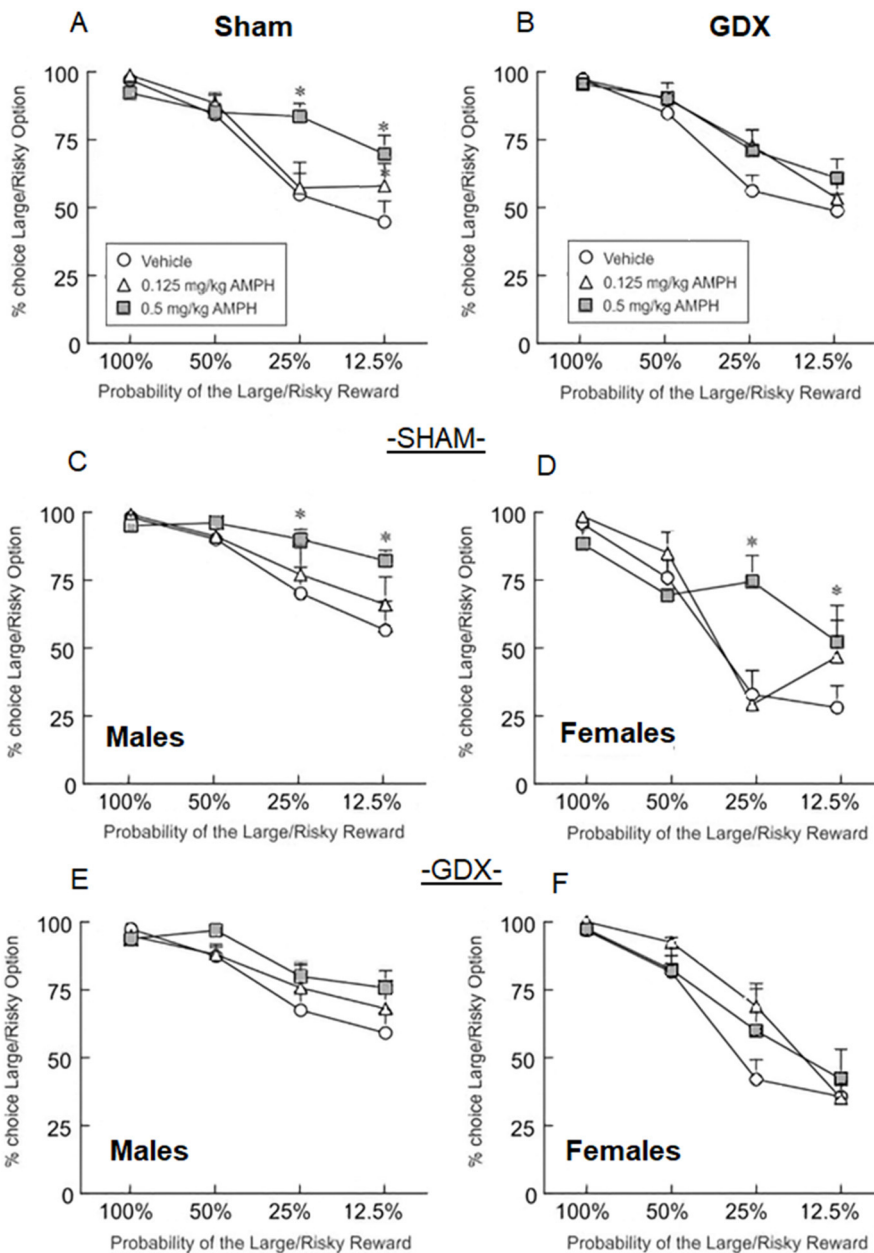 A
Sham
% choice Large/Risky Option
100
75
50
25
0
*
*
*
Vehicle
0.125 mg/kg AMPH
0.5 mg/kg AMPH
100% 50% 25% 12.5%
Probability of the Large/Risky Reward
B
GDX
% choice Large/Risky Option
100
75
50
25
0
Vehicle
0.125 mg/kg AMPH
0.5 mg/kg AMPH
100% 50% 25% 12.5%
Probability of the Large/Risky Reward
-SHAM-
C
% choice Large/Risky Option
100
75
50
25
0
*
*
Males
100% 50% 25% 12.5%
Probability of the Large/Risky Reward
D
% choice Large/Risky Option
100
75
50
25
0
*
*
Females
100% 50% 25% 12.5%
Probability of the Large/Risky Reward
-GDX-
E
% choice Large/Risky Option
100
75
50
25
0
Males
100% 50% 25% 12.5%
Probability of the Large/Risky Reward
F
% choice Large/Risky Option
100
75
50
25
0
Females
100% 50% 25% 12.5%
Probability of the Large/Risky Reward